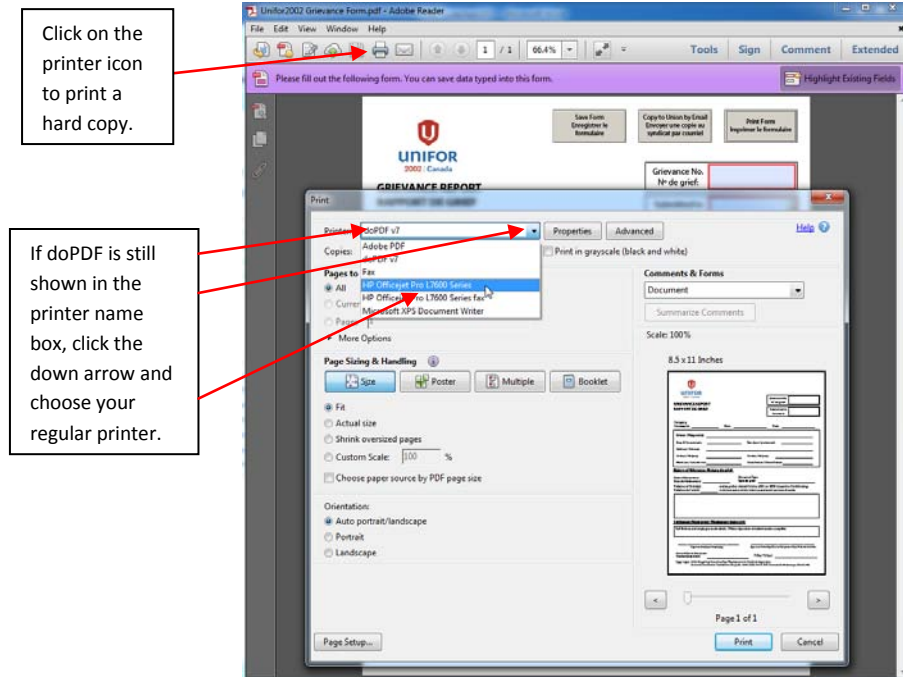 Click on the
printer icon
to print a
hard copy.
If doPDF is still
shown in the
printer name
box, click the
down arrow and
choose your
regular printer.
Unifor2002 Grievance Form.pdf - Adobe Reader
File Edit View Window Help
1 / 1 66.4% Tools Sign Comment Extended
Please fill out the following form. You can save data typed into this form. Highlight Existing Fields
Save Form
Enregistrer le
formulaire
Copy to Union by Email
Envoyer une copie au
syndicat par courriel
Print Form
Imprimer le formulaire
UNIFOR
2002 Canada
GRIEVANCE REPORT
Grievance No.
Nº de grief:
Print
Printer: doPDF v7 Properties Advanced Help
Copies: Print in grayscale (black and white)
Adobe PDF
doPDF v7
Fax
HP Officejet Pro L7600 Series
HP Officejet Pro L7600 Series fax
Microsoft XPS Document Writer
Pages to
All
Pages
More Options
Comments & Forms
Document
Summarize Comments
Scale: 100%
8.5 x 11 Inches
Page Sizing & Handling
Size Poster Multiple Booklet
Fit
Actual size
Shrink oversized pages
Custom Scale: 100 %
Choose paper source by PDF page size
Orientation:
Auto portrait/landscape
Portrait
Landscape
UNIFOR
< >
Page 1 of 1
Page Setup... Print Cancel